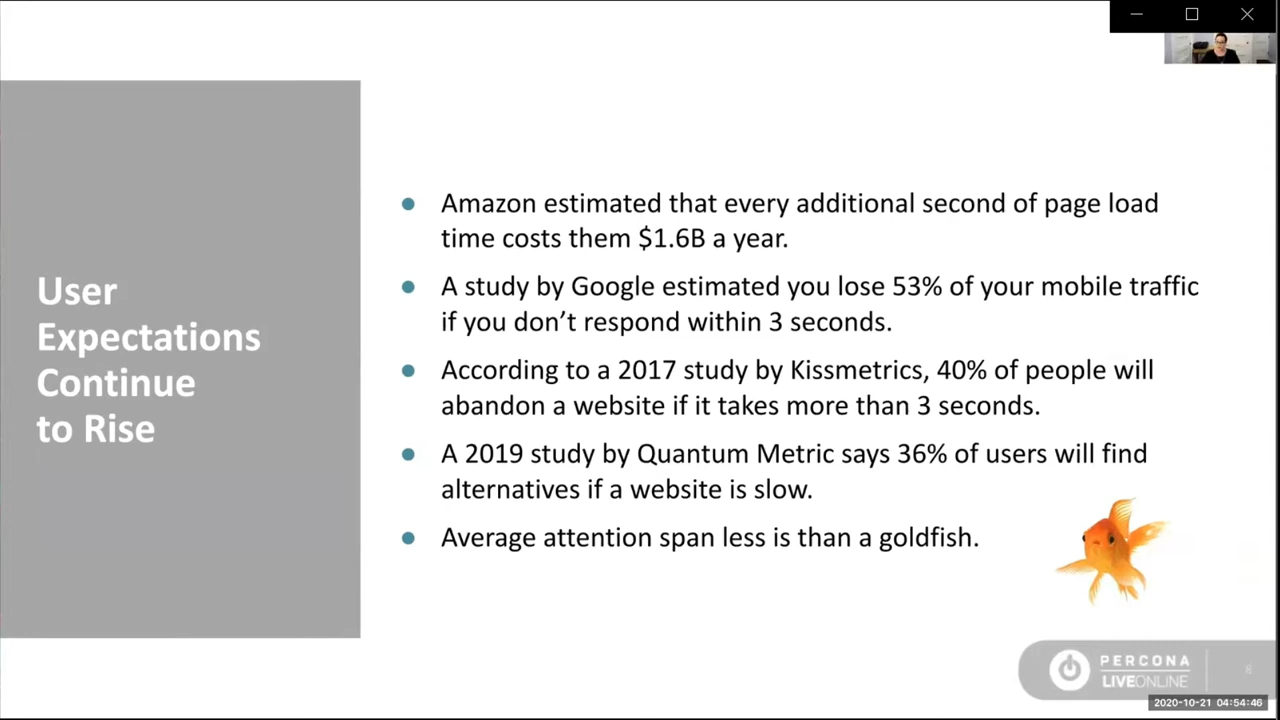 User
Expectations
Continue
to Rise
● Amazon estimated that every additional second of page load
time costs them $1.6B a year.
● A study by Google estimated you lose 53% of your mobile traffic
if you don’t respond within 3 seconds.
● According to a 2017 study by Kissmetrics, 40% of people will
abandon a website if it takes more than 3 seconds.
● A 2019 study by Quantum Metric says 36% of users will find
alternatives if a website is slow.
● Average attention span less is than a goldfish.
PERCONA
LIVEONLINE
2020-10-21 04:54:46